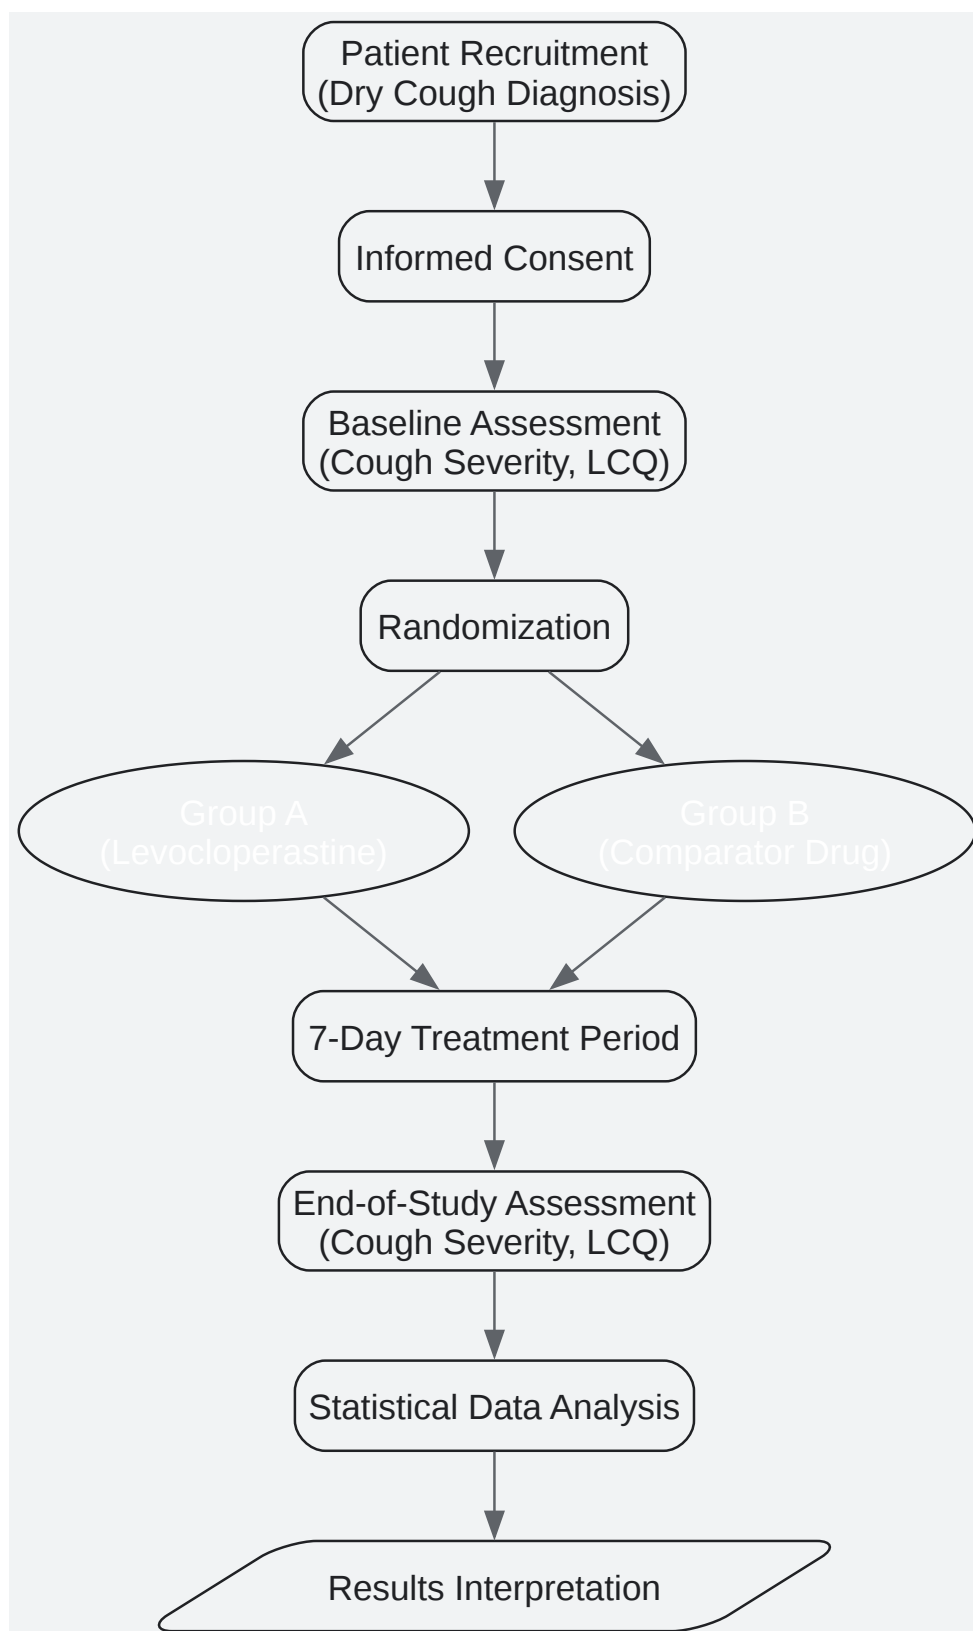 Patient Recruitment
(Dry Cough Diagnosis)
Informed Consent
Baseline Assessment
(Cough Severity, LCQ)
Randomization
Group A
(Levocloperastine)
Group B
(Comparator Drug)
7-Day Treatment Period
End-of-Study Assessment
(Cough Severity, LCQ)
Statistical Data Analysis
Results Interpretation